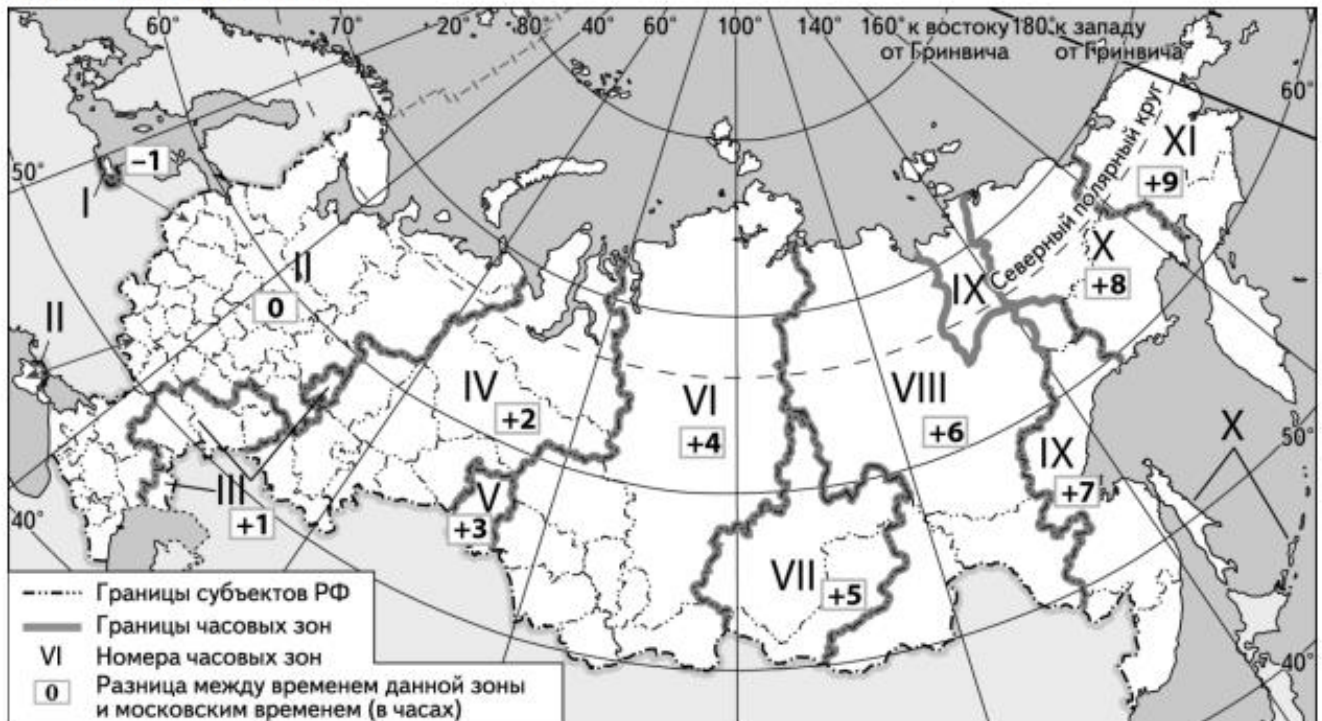 60° 70° 20° 40° 60° 100° 140° 160° к востоку 180° к западу
от Гринвича от Гринвича
60°
50°
–1
I
Северный полярный круг
XI
+9
X
+8
IX
II
0
II
IV
+2
VI
+4
VIII
+6
IX
+7
X
50°
V
+3
III
+1
VII
+5
40°
40°
Границы субъектов РФ
Границы часовых зон
VI Номера часовых зон
0 Разница между временем данной зоны
и московским временем (в часах)